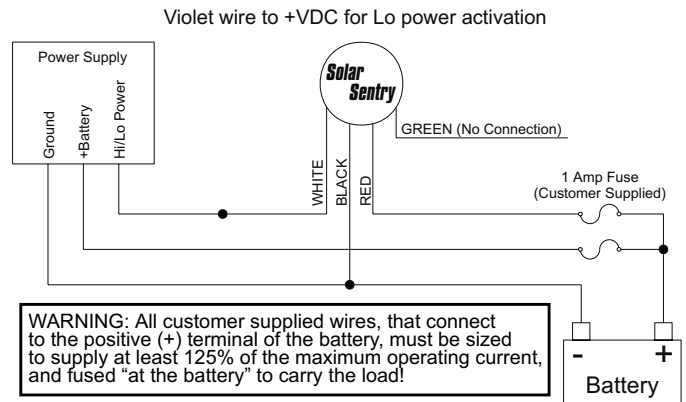 Violet wire to +VDC for Lo power activation
Power Supply
Ground
+Battery
Hi/Lo Power
Solar
Sentry
WHITE
BLACK
RED
GREEN (No Connection)
1 Amp Fuse
(Customer Supplied)
WARNING: All customer supplied wires, that connect
to the positive (+) terminal of the battery, must be sized
to supply at least 125% of the maximum operating current,
and fused “at the battery” to carry the load!
- +
Battery